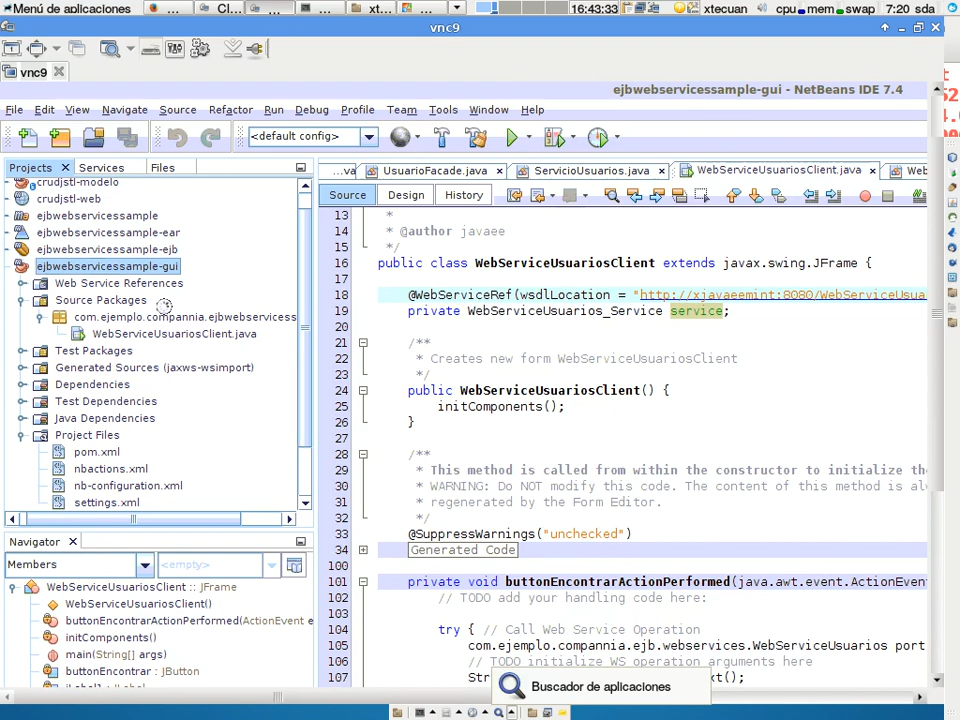 Menú de aplicaciones
...
Cl...
...
...
xt...
...
16:43:33
xtecuan
cpu
mem
swap
7:20 sda
vnc9
vnc9
ejbwebservicessample-gui - NetBeans IDE 7.4
File Edit View Navigate Source Refactor Run Debug Profile Team Tools Window Help
<default config>
Projects Services Files
crudjstl-modelo
crudjstl-web
ejbwebservicessample
ejbwebservicessample-ear
ejbwebservicessample-ejb
ejbwebservicessample-gui
Web Service References
Source Packages
com.ejemplo.compannia.ejbwebservicess
WebServiceUsuariosClient.java
Test Packages
Generated Sources (jaxws-wsimport)
Dependencies
Test Dependencies
Java Dependencies
Project Files
pom.xml
nbactions.xml
nb-configuration.xml
settings.xml
Navigator
Members
<empty>
WebServiceUsuariosClient :: JFrame
WebServiceUsuariosClient()
buttonEncontrarActionPerformed(ActionEvent e
initComponents()
main(String[] args)
buttonEncontrar : JButton
...va UsuarioFacade.java ServicioUsuarios.java WebServiceUsuariosClient.java Web
Source Design History
13 *
14 * @author javaee
15 */
16 public class WebServiceUsuariosClient extends javax.swing.JFrame {
17
18 @WebServiceRef(wsdlLocation = "http://xjavaeemint:8080/WebServiceUsua
19 private WebServiceUsuarios_Service service;
20
21 /**
22 * Creates new form WebServiceUsuariosClient
23 */
24 public WebServiceUsuariosClient() {
25 initComponents();
26 }
27
28 /**
29 * This method is called from within the constructor to initialize the
30 * WARNING: Do NOT modify this code. The content of this method is al
31 * regenerated by the Form Editor.
32 */
33 @SuppressWarnings("unchecked")
34 Generated Code
100
101 private void buttonEncontrarActionPerformed(java.awt.event.ActionEven
102 // TODO add your handling code here:
103
104 try { // Call Web Service Operation
105 com.ejemplo.compannia.ejb.webservices.WebServiceUsuarios port
106 // TODO initialize WS operation arguments here
107 St
t();
Buscador de aplicaciones